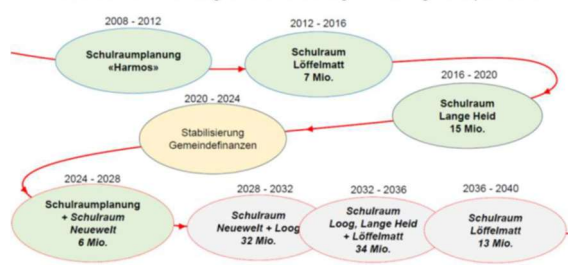 2008 - 2012
Schulraumplanung
«Harmos»
2012 - 2016
Schulraum
Löffelmatt
7 Mio.
2016 - 2020
Schulraum
Lange Heid
15 Mio.
2020 - 2024
Stabilisierung
Gemeindefinanzen
2024 - 2028
Schulraumplanung
+ Schulraum
Neuewelt
6 Mio.
2028 - 2032
Schulraum
Neuewelt + Loog
32 Mio.
2032 - 2036
Schulraum
Loog, Lange Heid
+ Löffelmatt
34 Mio.
2036 - 2040
Schulraum
Löffelmatt
13 Mio.